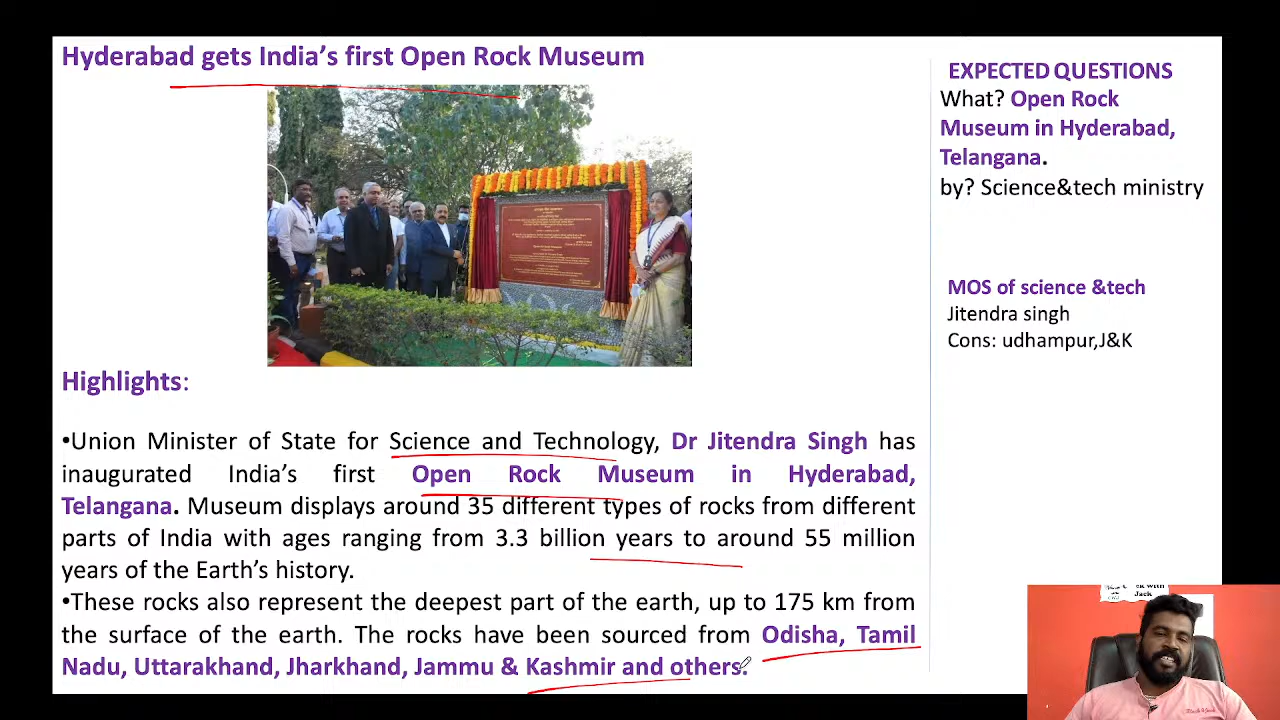 Hyderabad gets India's first Open Rock Museum
Highlights:
•Union Minister of State for Science and Technology, Dr Jitendra Singh has
inaugurated India's first Open Rock Museum in Hyderabad,
Telangana. Museum displays around 35 different types of rocks from different
parts of India with ages ranging from 3.3 billion years to around 55 million
years of the Earth's history.
•These rocks also represent the deepest part of the earth, up to 175 km from
the surface of the earth. The rocks have been sourced from Odisha, Tamil
Nadu, Uttarakhand, Jharkhand, Jammu & Kashmir and others.
EXPECTED QUESTIONS
What? Open Rock
Museum in Hyderabad,
Telangana.
by? Science&tech ministry
MOS of science &tech
Jitendra singh
Cons: udhampur,J&K
with
Jack